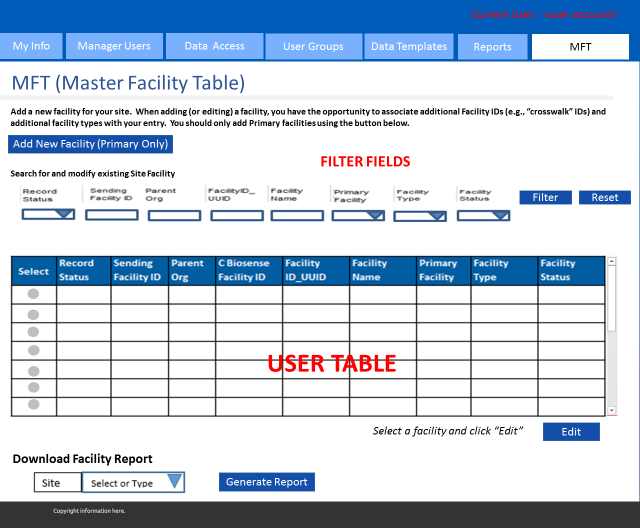 Current User
My Info Manager Users Data Access User Groups Data Templates Reports MFT
MFT (Master Facility Table)
Add a new facility for your site. When adding (or editing) a facility, you have the opportunity to associate additional Facility IDs (e.g., “crosswalk” IDs) and
additional facility types with your entry. You should only add Primary facilities using the button below.
Add New Facility (Primary Only)
FILTER FIELDS
Search for and modify existing Site Facility
Record Sending Parent FacilityID_ Facility Primary Facility Facility
Status Facility ID Org UUID Name Facility Type Status
Filter Reset
Select
Record Sending Parent C Biosense Facility Facility Primary Facility Facility
Status Facility ID Org Facility ID ID_UUID Name Facility Type Status
USER TABLE
Select a facility and click “Edit” Edit
Download Facility Report
Site Select or Type Generate Report
Copyright information here.